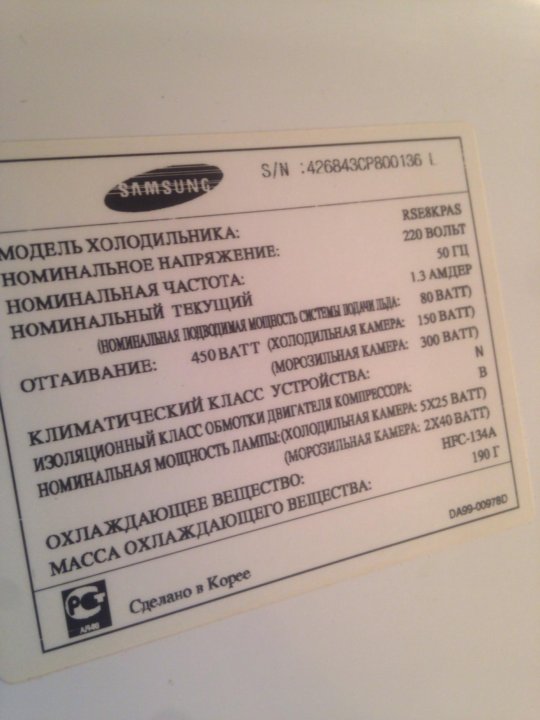 SAMSUNG
S/N :426843CP800136 L
МОДЕЛЬ ХОЛОДИЛЬНИКА: RSE8KPAS
НОМИНАЛЬНОЕ НАПРЯЖЕНИЕ: 220 ВОЛЬТ
НОМИНАЛЬНАЯ ЧАСТОТА: 50 ГЦ
НОМИНАЛЬНЫЙ ТЕКУЩИЙ 1.3 АМДЕР
(НОМИНАЛЬНАЯ ПОДВОДИМАЯ МОЩНОСТЬ СИСТЕМЫ ПОДАЧИ ЛЬДА: 80 ВАТТ)
ОТТАИВАНИЕ: 450 ВАТТ (ХОЛОДИЛЬНАЯ КАМЕРА: 150 ВАТТ)
(МОРОЗИЛЬНАЯ КАМЕРА: 300 ВАТТ)
КЛИМАТИЧЕСКИЙ КЛАСС УСТРОЙСТВА: N
ИЗОЛЯЦИОННЫЙ КЛАСС ОБМОТКИ ДВИГАТЕЛЯ КОМПРЕССОРА: B
НОМИНАЛЬНАЯ МОЩНОСТЬ ЛАМПЫ:(ХОЛОДИЛЬНАЯ КАМЕРА: 5X25 ВАТТ)
(МОРОЗИЛЬНАЯ КАМЕРА: 2X40 ВАТТ)
ОХЛАЖДАЮЩЕЕ ВЕЩЕСТВО: HFC-134A
МАССА ОХЛАЖДАЮЩЕГО ВЕЩЕСТВА: 190 Г
DA99-00978D
Сделано в Корее